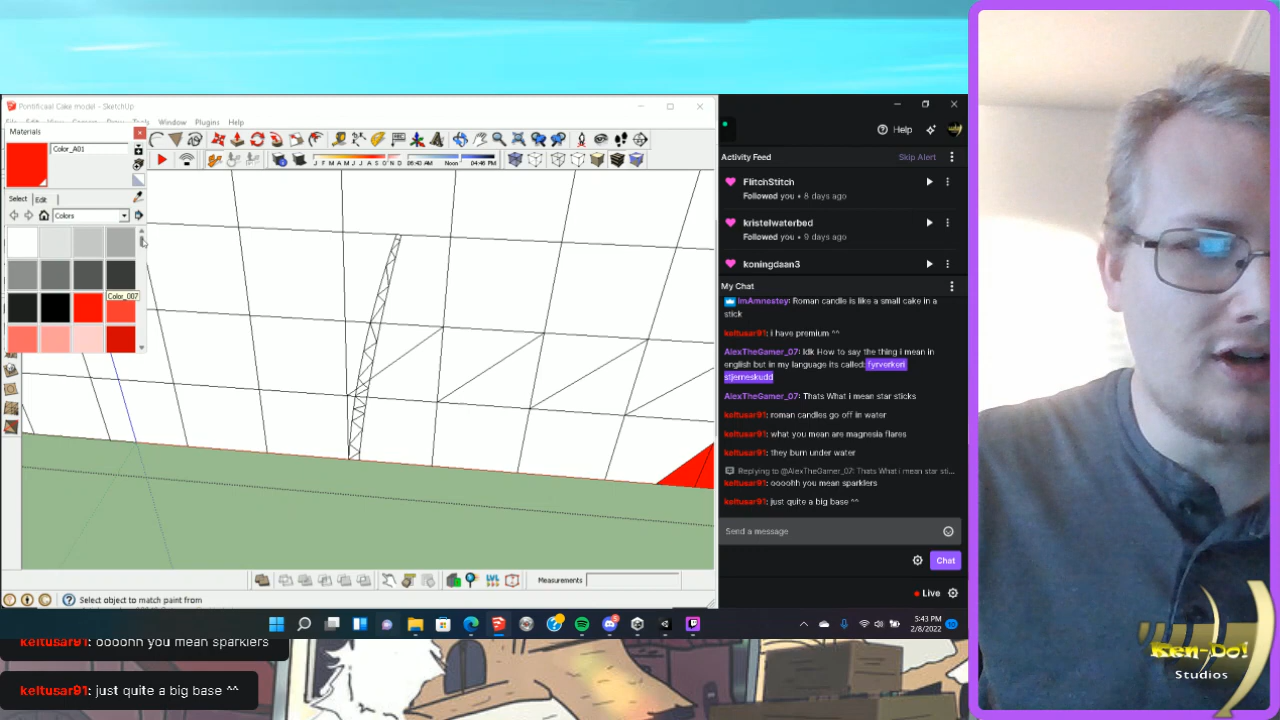 Pontificaal Cake model - SketchUp
Window Plugins Help
Materials
Color_A01
Select Edit
Colors
Color_007
J F M A M J J A S O N D 06:43 AM Noon 04:46 PM
Measurements
Select object to match paint from
Help
Activity Feed Skip Alert
FlitchStitch
Followed you • 8 days ago
kristelwaterbed
Followed you • 9 days ago
koningdaan3
My Chat
ImAmnestey: Roman candle is like a small cake in a
stick
keltusar91: i have premium ^^
AlexTheGamer_07: Idk How to say the thing i mean in
english but in my language its called: fyrverkeri
stjerneskudd
AlexTheGamer_07: Thats What i mean star sticks
keltusar91: roman candles go off in water
keltusar91: what you mean are magnesia flares
keltusar91: they burn under water
Replying to @AlexTheGamer_07: Thats What i mean star sti...
keltusar91: oooohh you mean sparklers
keltusar91: just quite a big base ^^
Send a message
Chat
Live
5:43 PM
2/8/2022
keltusar91: oooohh you mean sparklers
keltusar91: just quite a big base ^^
Ken-Do!
Studios